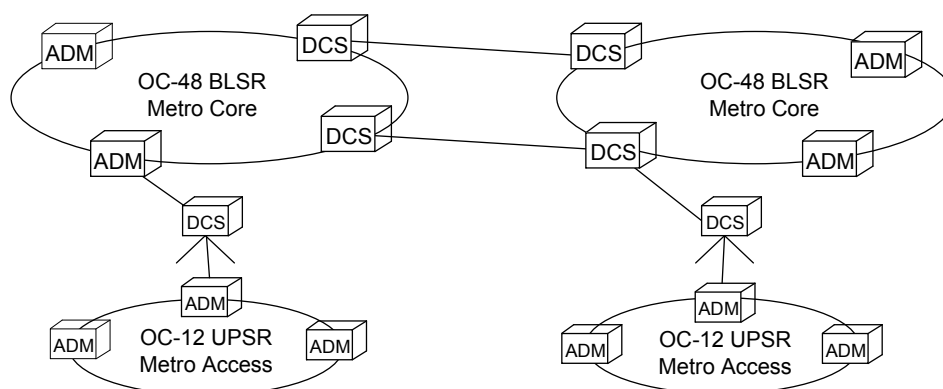 ADM
DCS
DCS
ADM
OC-48 BLSR
Metro Core
OC-48 BLSR
Metro Core
ADM
DCS
DCS
ADM
DCS
DCS
ADM
ADM
ADM
OC-12 UPSR
Metro Access
ADM
ADM
OC-12 UPSR
Metro Access
ADM